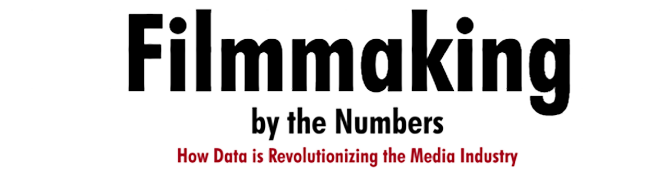 Filmmaking
by the Numbers
How Data is Revolutionizing the Media Industry